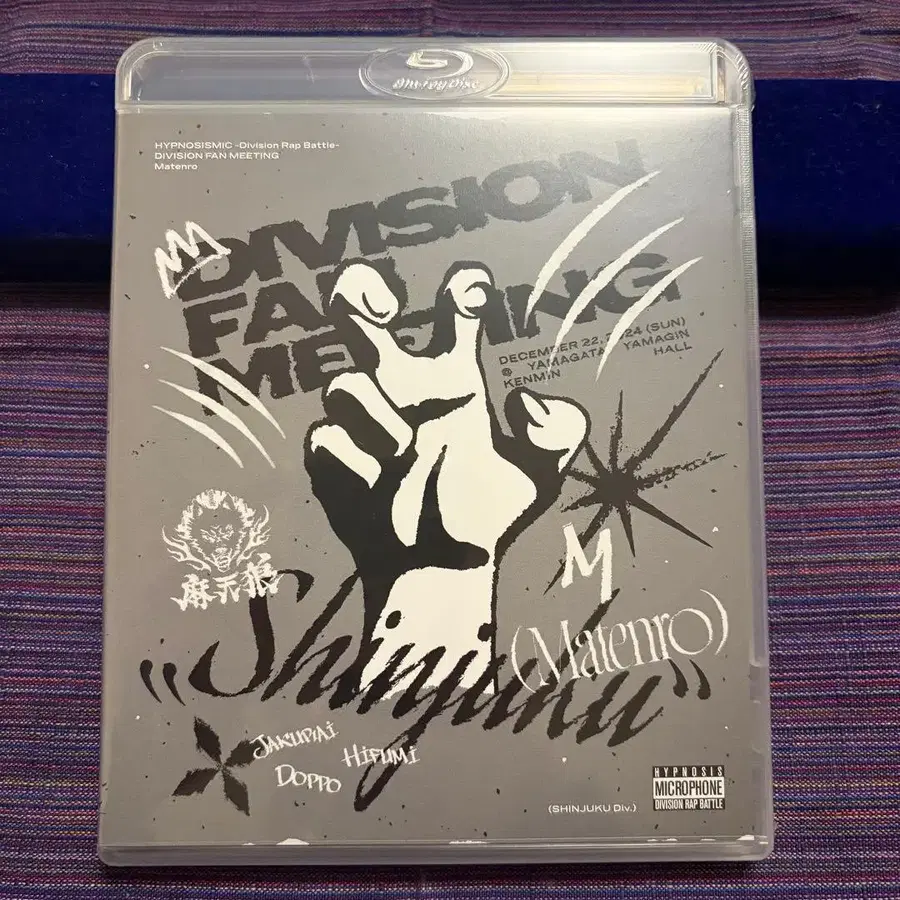 Blu-ray Disc
HYPNOSISMIC -Division Rap Battle-
DIVISION FAN MEETING
Matenro
DIVISION
FAN
MEETING
DECEMBER 22, 2024 (SUN)
@ YAMAGATA YAMAGIN
KENMIN HALL
麻天狼
M
(Matenro)
"Shinjuku"
JAKURAI
HIFUMI
DOPPO
(SHINJUKU Div.)
HYPNOSIS
MICROPHONE
DIVISION RAP BATTLE